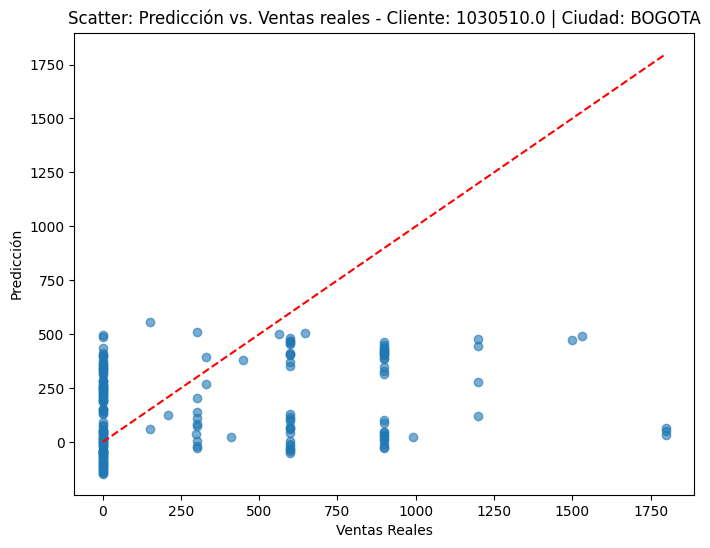 Scatter: Predicción vs. Ventas reales - Cliente: 1030510.0 | Ciudad: BOGOTA
1750
1500
1250
1000
750
500
250
0
Predicción
0 250 500 750 1000 1250 1500 1750
Ventas Reales